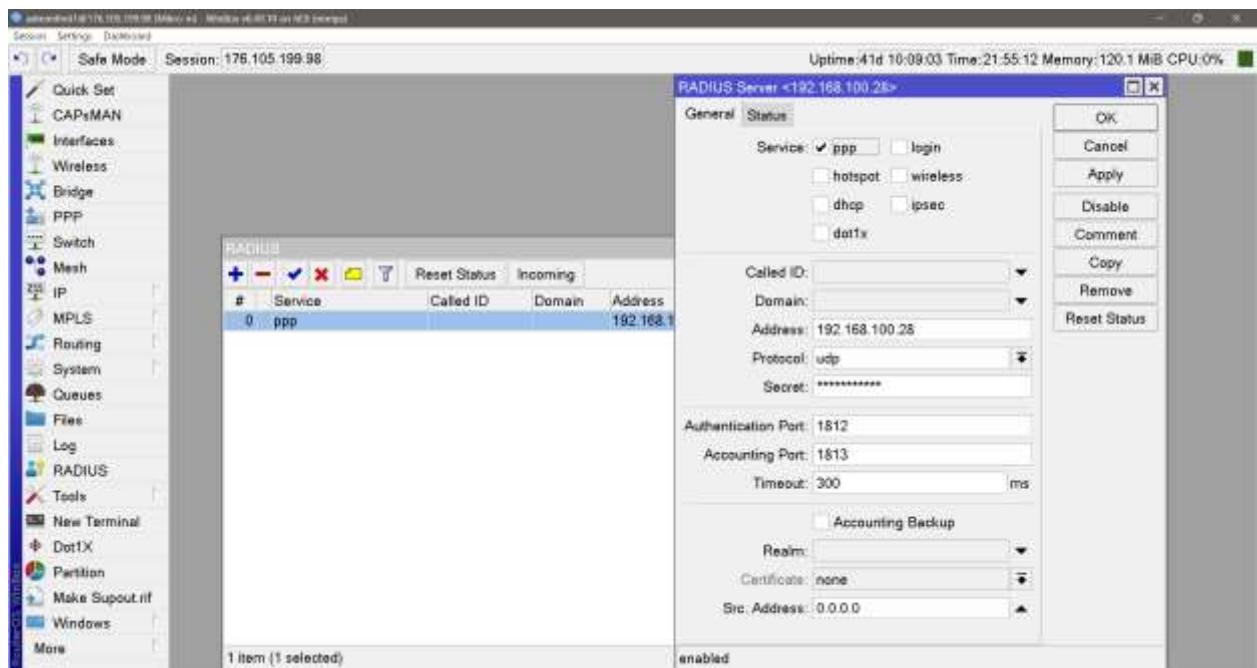 Session Settings Dashboard
Safe Mode Session: 176.105.199.98 Uptime:41d 10:09:03 Time:21:55:12 Memory:120.1 MiB CPU:0%
Quick Set
CAPsMAN
Interfaces
Wireless
Bridge
PPP
Switch
Mesh
IP
MPLS
Routing
System
Queues
Files
Log
RADIUS
Tools
New Terminal
Dot1X
Partition
Make Supout.rif
Windows
More
RouterOS WinBox
RADIUS
Reset Status Incoming
# Service Called ID Domain Address
0 ppp 192.168.1
1 item (1 selected)
RADIUS Server <192.168.100.28>
General Status
Service: ppp login
hotspot wireless
dhcp ipsec
dot1x
Called ID:
Domain:
Address: 192.168.100.28
Protocol: udp
Secret: ***********
Authentication Port: 1812
Accounting Port: 1813
Timeout: 300 ms
Accounting Backup
Realm:
Certificate: none
Src. Address: 0.0.0.0
enabled
OK
Cancel
Apply
Disable
Comment
Copy
Remove
Reset Status